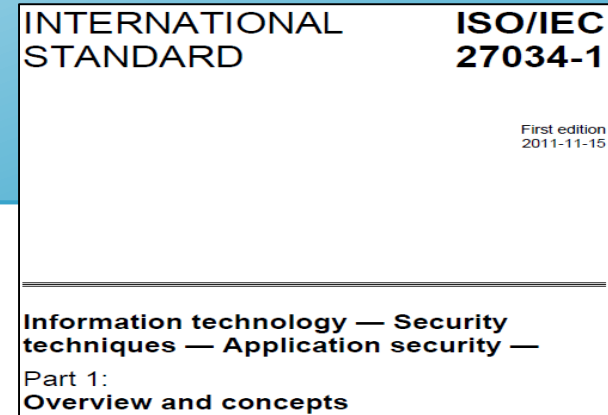 INTERNATIONAL STANDARD
ISO/IEC 27034-1
First edition
2011-11-15
Information technology — Security
techniques — Application security —
Part 1:
Overview and concepts